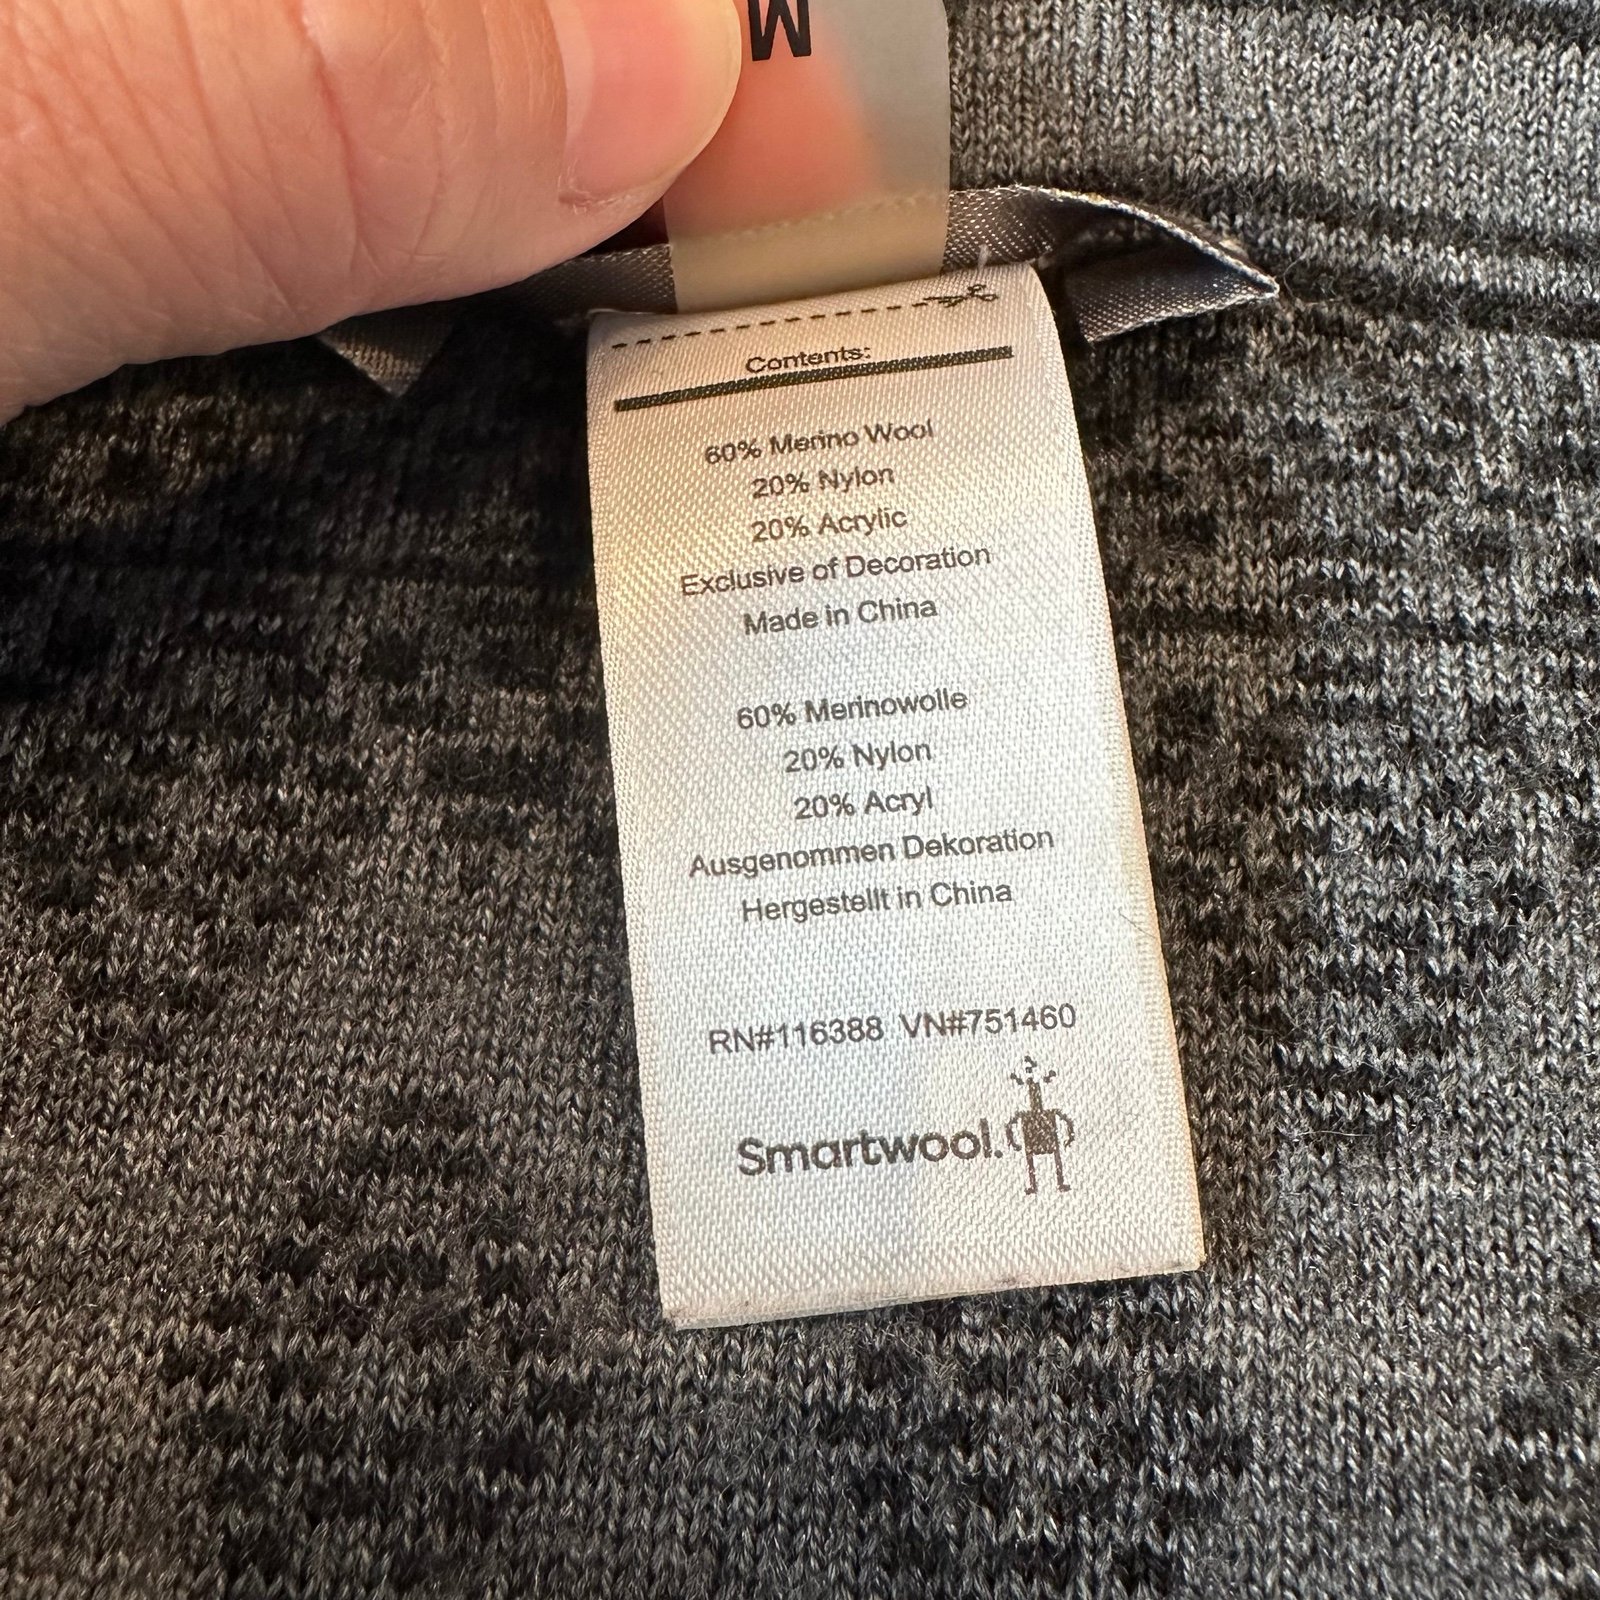 M
Contents:
60% Merino Wool
20% Nylon
20% Acrylic
Exclusive of Decoration
Made in China
60% Merinowolle
20% Nylon
20% Acryl
Ausgenommen Dekoration
Hergestellt in China
RN#116388 VN#751460
Smartwool.